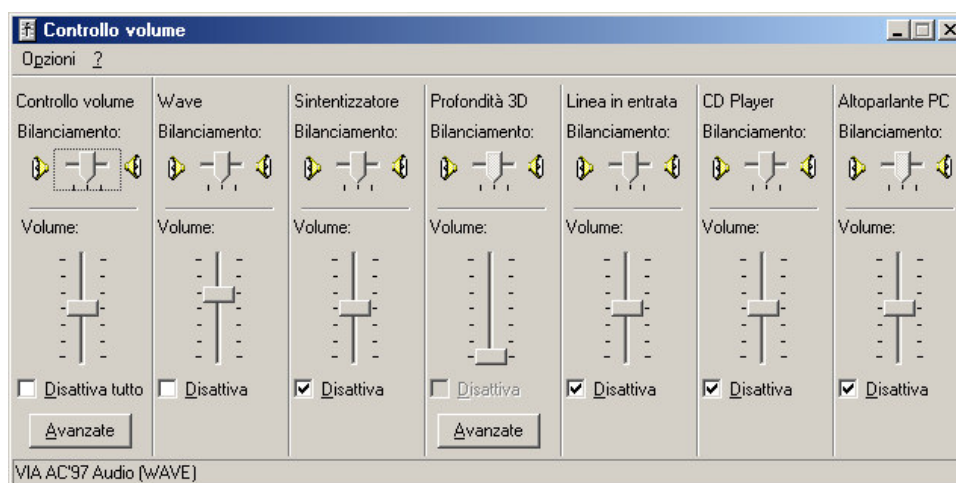 Controllo volume
Opzioni ?
Controllo volume Wave Sintentizzatore Profondità 3D Linea in entrata CD Player Altoparlante PC
Bilanciamento: Bilanciamento: Bilanciamento: Bilanciamento: Bilanciamento: Bilanciamento: Bilanciamento:
Volume: Volume: Volume: Volume: Volume: Volume: Volume:
Disattiva tutto Disattiva Disattiva Disattiva Disattiva Disattiva Disattiva
Avanzate Avanzate
VIA AC'97 Audio (WAVE)